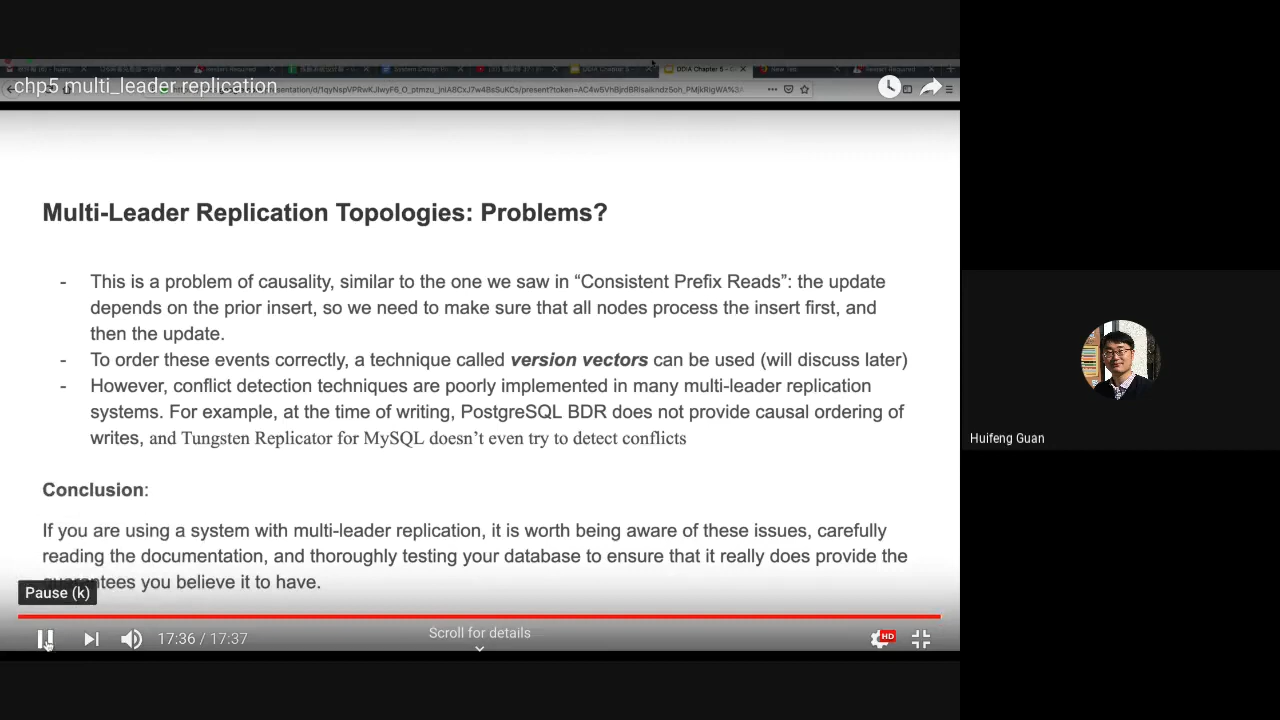 chp5 multi_leader replication
DDIA Chapter 5
Multi-Leader Replication Topologies: Problems?
- This is a problem of causality, similar to the one we saw in “Consistent Prefix Reads”: the update
depends on the prior insert, so we need to make sure that all nodes process the insert first, and
then the update.
- To order these events correctly, a technique called version vectors can be used (will discuss later)
- However, conflict detection techniques are poorly implemented in many multi-leader replication
systems. For example, at the time of writing, PostgreSQL BDR does not provide causal ordering of
writes, and Tungsten Replicator for MySQL doesn’t even try to detect conflicts
Conclusion:
If you are using a system with multi-leader replication, it is worth being aware of these issues, carefully
reading the documentation, and thoroughly testing your database to ensure that it really does provide the
guarantees you believe it to have.
Pause (k)
17:36 / 17:37
Scroll for details
HD
Huifeng Guan